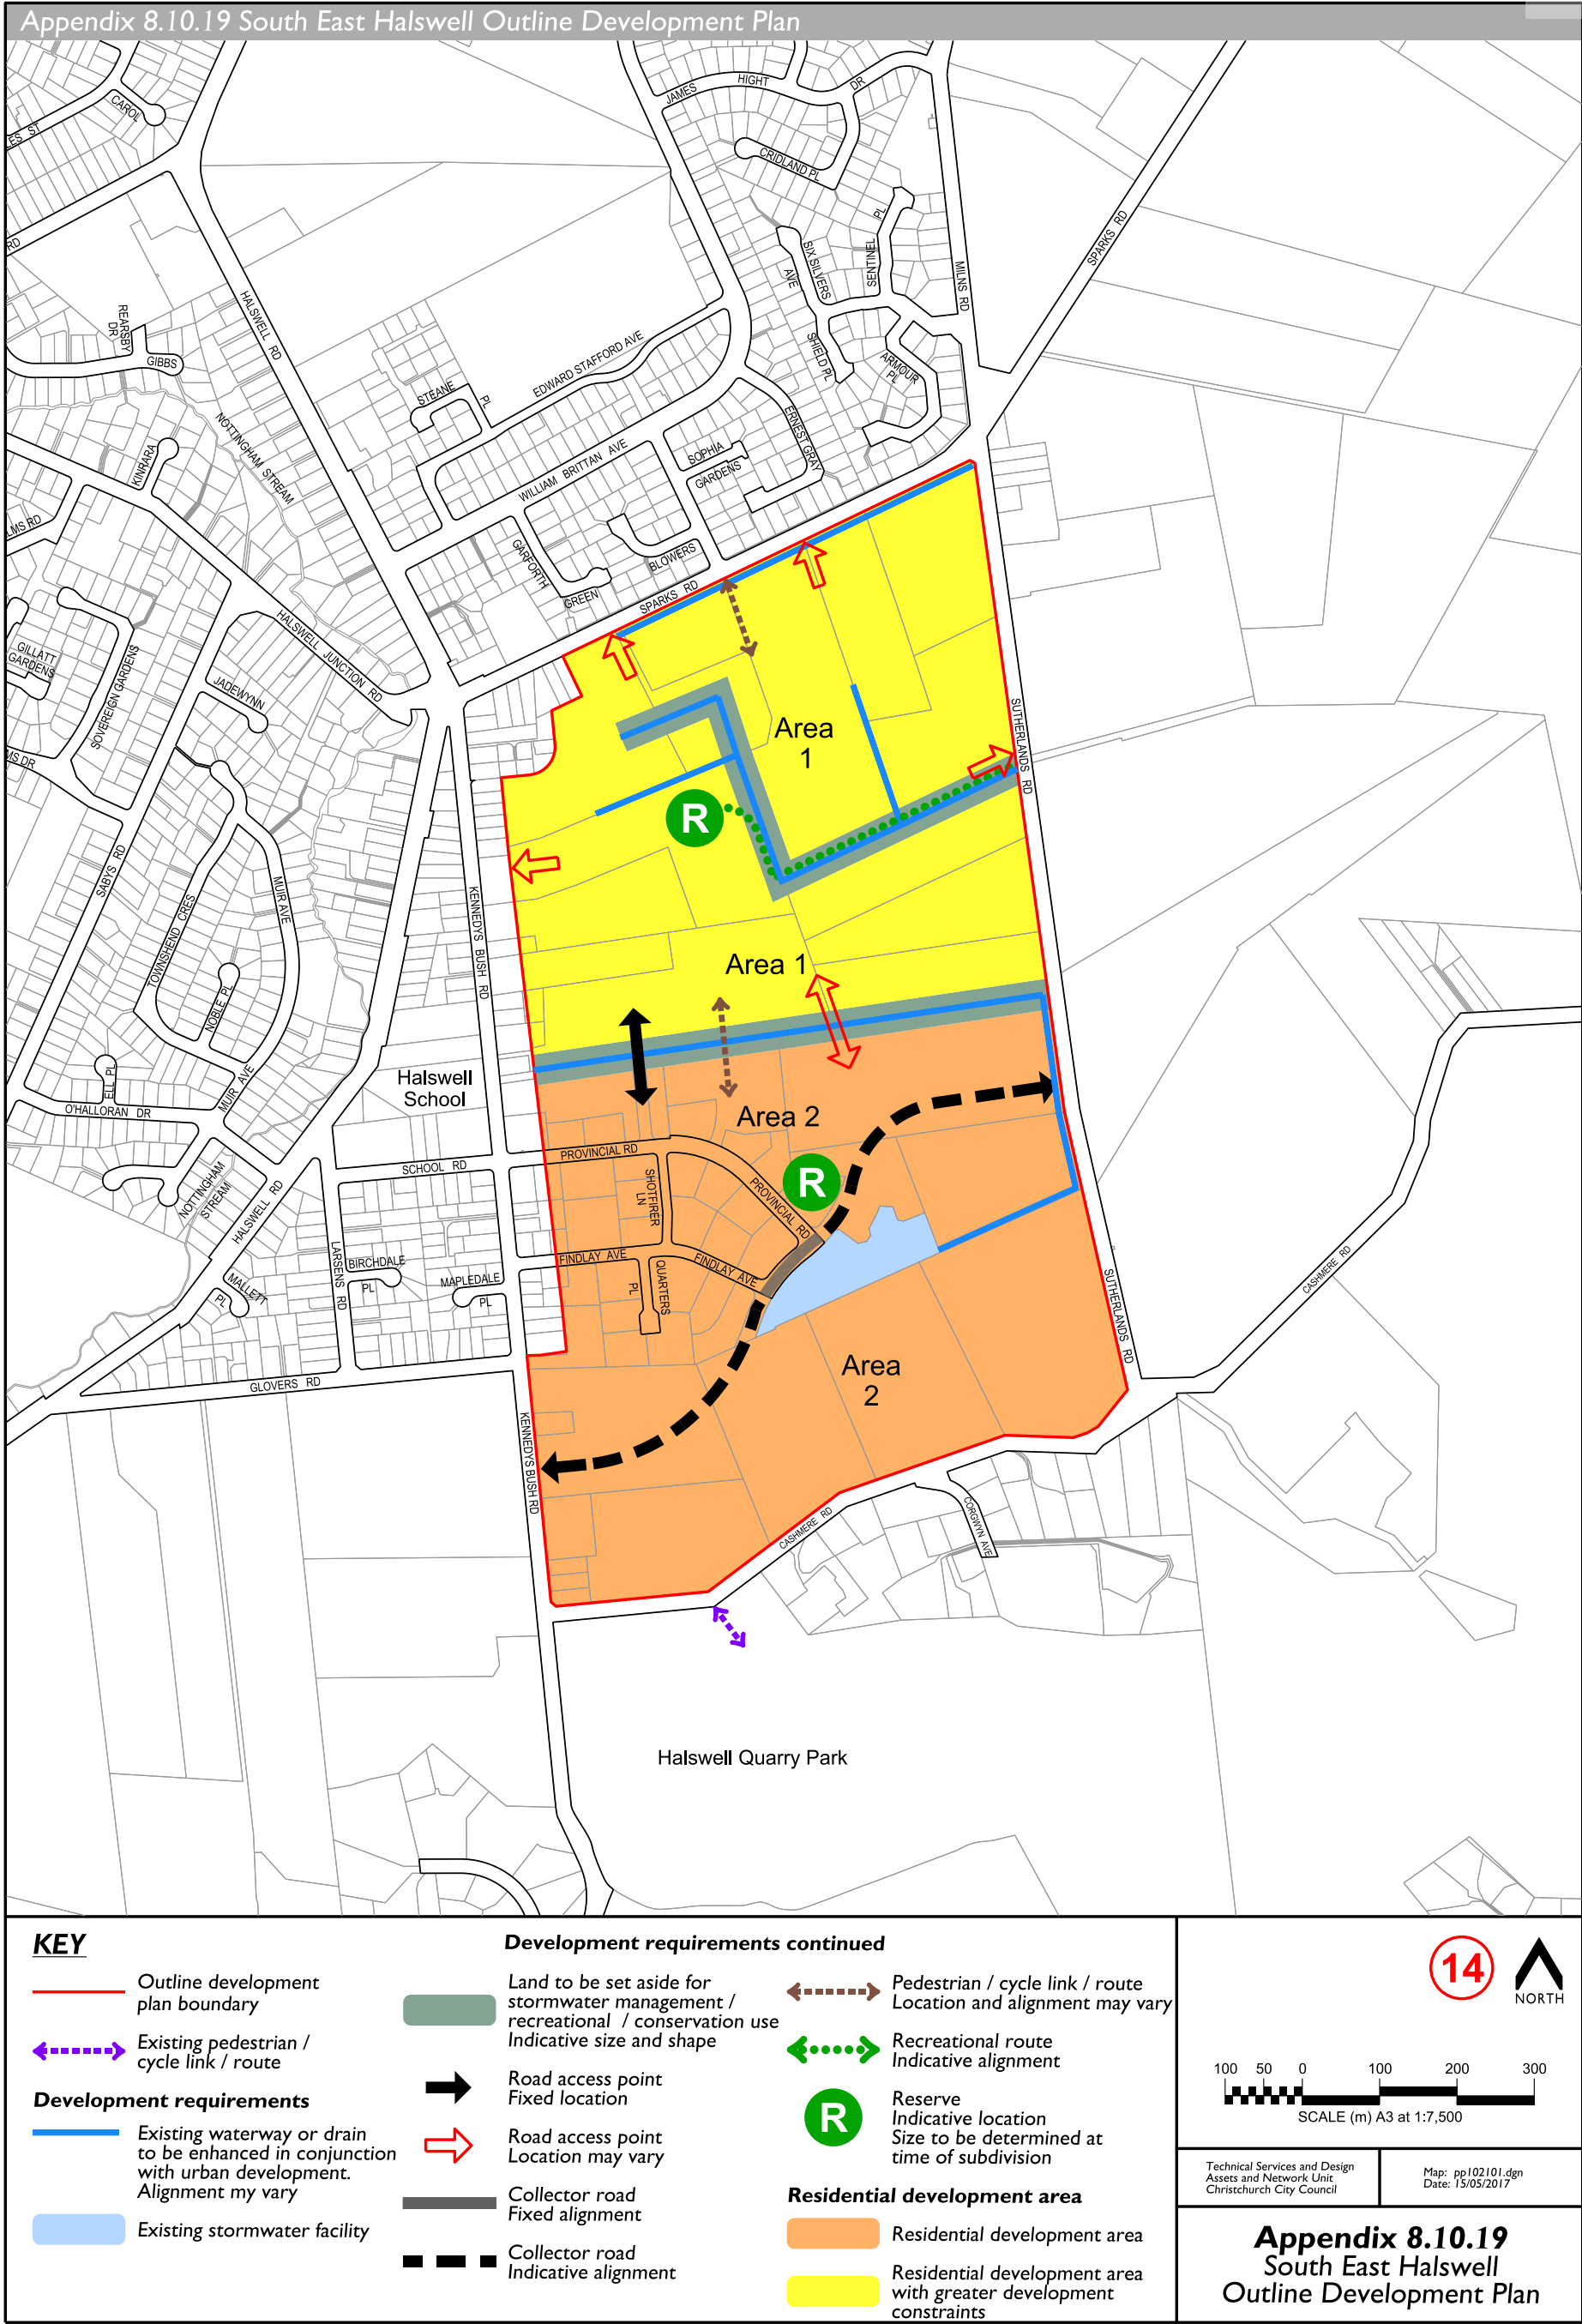 Appendix 8.10.19 South East Halswell Outline Development Plan
CAROL
ES ST
RD
JAMES
HIGHT
DR
CRIDLAND PL
SIX SILVERS
AVE
SENTINEL
PL
MILNS RD
SPARKS RD
SHIELD PL
ARMOUR
PL
REARSBY
DR
GIBBS
HALSWELL RD
NOTTINGHAM STREAM
KINRARA
LMS RD
STEANE
PL
EDWARD STAFFORD AVE
WILLIAM BRITTAN AVE
SOPHIA
GARDENS
ERNEST GRAY
GARFORTH
GREEN
BLOWERS
SPARKS RD
HALSWELL JUNCTION RD
GILLATT
GARDENS
SOVEREIGN GARDENS
JADEWYNN
MS DR
SABYS RD
TOWNSHEND CRES
MUIR AVE
NOBLE PL
ELL PL
O'HALLORAN DR
MUIR AVE
NOTTINGHAM
STREAM
HALSWELL RD
KENNEDYS BUSH RD
Area
1
R
SUTHERLANDS RD
Area 1
Halswell
School
SCHOOL RD
PROVINCIAL RD
Area 2
R
SHOTFIRER
LN
PROVINCIAL RD
FINDLAY AVE
FINDLAY AVE
QUARTERS
PL
LARSENS RD
BIRCHDALE
PL
MAPLEDALE
PL
MALLETT
PL
GLOVERS RD
KENNEDYS BUSH RD
Area
2
SUTHERLANDS RD
CASHMERE RD
CASHMERE RD
CORGWYN AVE
Halswell Quarry Park
KEY
Outline development
plan boundary
Existing pedestrian /
cycle link / route
Development requirements
Existing waterway or drain
to be enhanced in conjunction
with urban development.
Alignment my vary
Existing stormwater facility
Development requirements continued
Land to be set aside for
stormwater management /
recreational / conservation use
Indicative size and shape
Road access point
Fixed location
Road access point
Location may vary
Collector road
Fixed alignment
Collector road
Indicative alignment
Pedestrian / cycle link / route
Location and alignment may vary
Recreational route
Indicative alignment
R
Reserve
Indicative location
Size to be determined at
time of subdivision
Residential development area
Residential development area
Residential development area
with greater development
constraints
14
NORTH
100 50 0 100 200 300
SCALE (m) A3 at 1:7,500
Technical Services and Design
Assets and Network Unit
Christchurch City Council
Map: pp102101.dgn
Date: 15/05/2017
Appendix 8.10.19
South East Halswell
Outline Development Plan